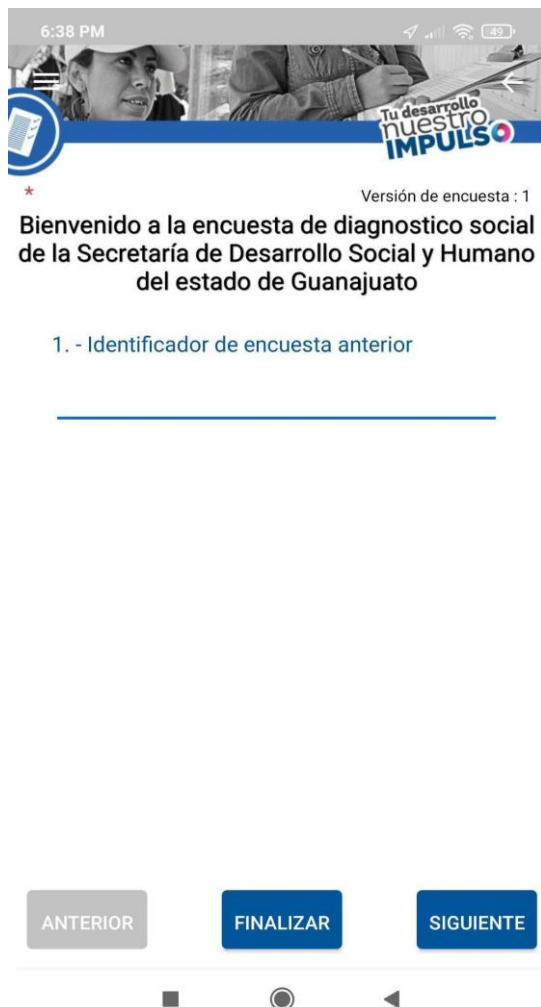 6:38 PM
49
Tu desarrollo
nuestro
IMPULSO
*
Versión de encuesta : 1
Bienvenido a la encuesta de diagnostico social
de la Secretaría de Desarrollo Social y Humano
del estado de Guanajuato
1. - Identificador de encuesta anterior
ANTERIOR
FINALIZAR
SIGUIENTE